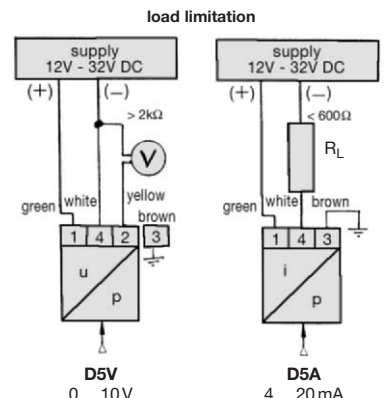 load limitation
supply
12V - 32V DC
(+) (−)
> 2kΩ
V
green white yellow
brown
1 4 2 3
u
p
D5V
0 10V
supply
12V - 32V DC
(+) (−)
< 600Ω
RL
green white brown
1 4 3
i
p
D5A
4 20mA